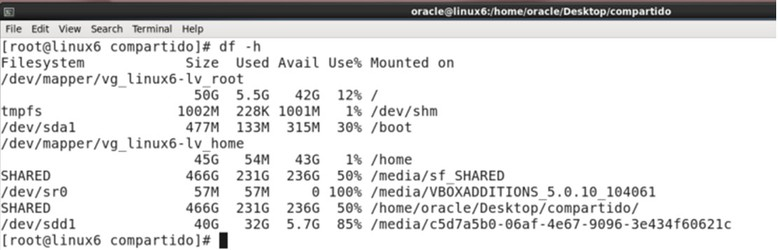 oracle@linux6:/home/oracle/Desktop/compartido
File Edit View Search Terminal Help
[root@linux6 compartido]# df -h
Filesystem Size Used Avail Use% Mounted on
/dev/mapper/vg_linux6-lv_root
50G 5.5G 42G 12% /
tmpfs 1002M 228K 1001M 1% /dev/shm
/dev/sda1 477M 133M 315M 30% /boot
/dev/mapper/vg_linux6-lv_home
45G 54M 43G 1% /home
SHARED 466G 231G 236G 50% /media/sf_SHARED
/dev/sr0 57M 57M 0 100% /media/VBOXADDITIONS_5.0.10_104061
SHARED 466G 231G 236G 50% /home/oracle/Desktop/compartido/
/dev/sdd1 40G 32G 5.7G 85% /media/c5d7a5b0-06af-4e67-9096-3e434f60621c
[root@linux6 compartido]#